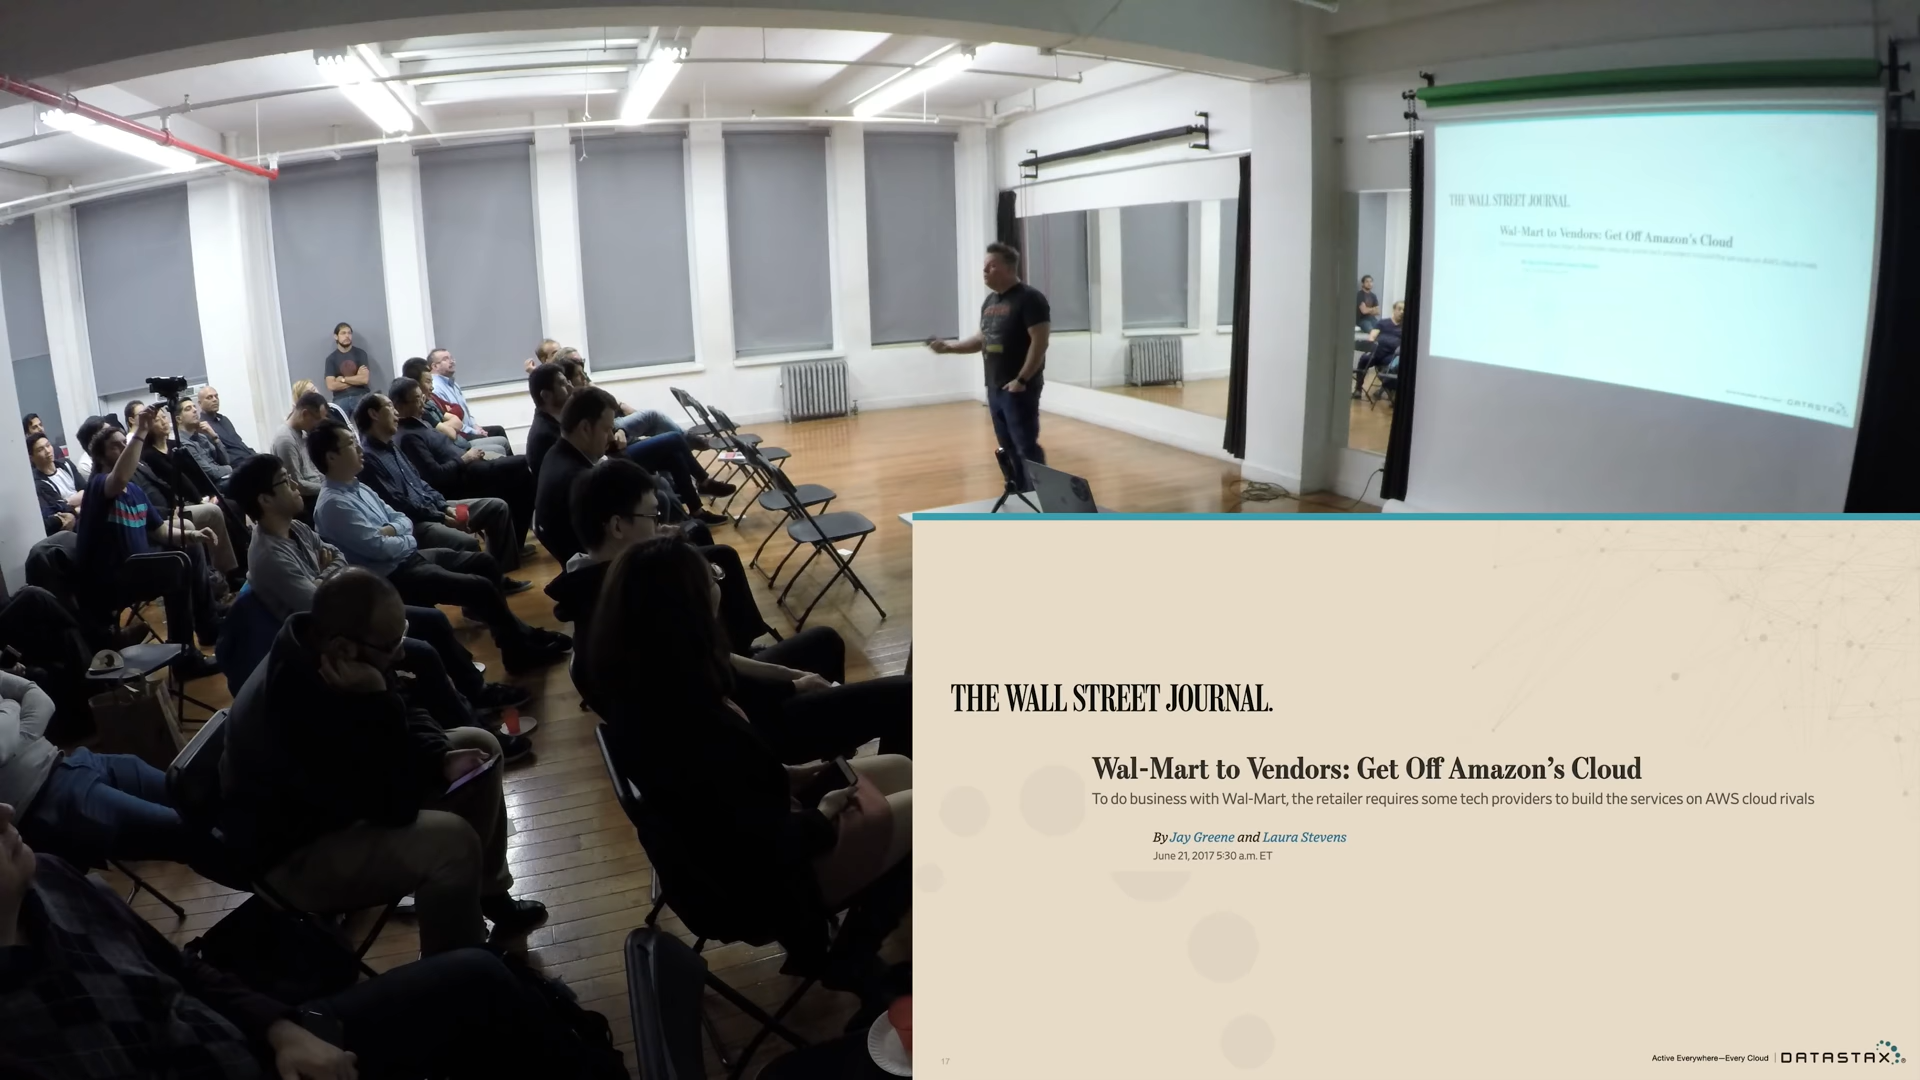 THE WALL STREET JOURNAL.
Wal-Mart to Vendors: Get Off Amazon's Cloud
DATASTAX
THE WALL STREET JOURNAL.
Wal-Mart to Vendors: Get Off Amazon’s Cloud
To do business with Wal-Mart, the retailer requires some tech providers to build the services on AWS cloud rivals
By Jay Greene and Laura Stevens
June 21, 2017 5:30 a.m. ET
17
Active Everywhere—Every Cloud | DATASTAX®